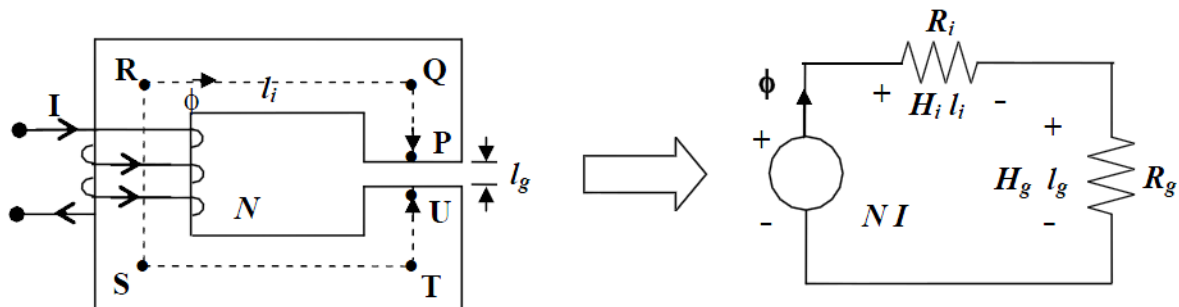 R
Q
I
ϕ
l_i
P
l_g
N
U
S
T
R_i
ϕ
+
H_i l_i
-
+
+
H_g l_g
R_g
-
N I
-